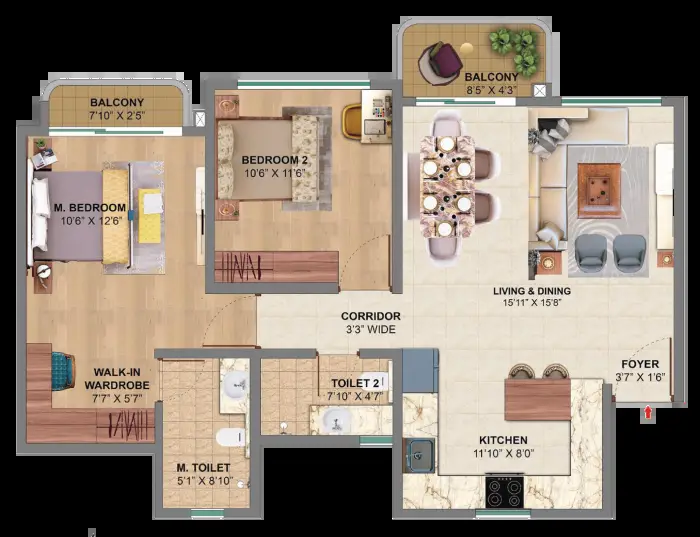 BALCONY
8'5" X 4'3"
BALCONY
7'10" X 2'5"
BEDROOM 2
10'6" X 11'6"
M. BEDROOM
10'6" X 12'6"
LIVING & DINING
15'11" X 15'8"
CORRIDOR
3'3" WIDE
FOYER
3'7" X 1'6"
WALK-IN
WARDROBE
7'7" X 5'7"
TOILET 2
7'10" X 4'7"
KITCHEN
11'10" X 8'0"
M. TOILET
5'1" X 8'10"